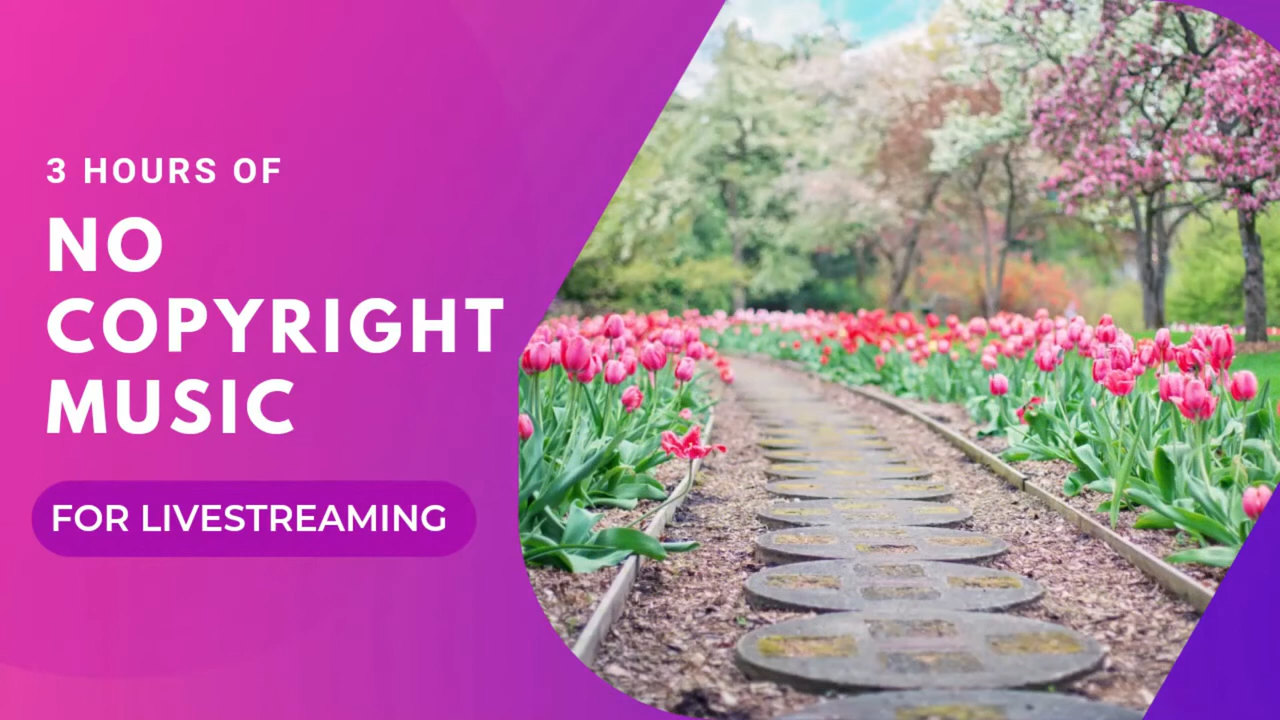 3 HOURS OF
NO
COPYRIGHT
MUSIC
FOR LIVESTREAMING